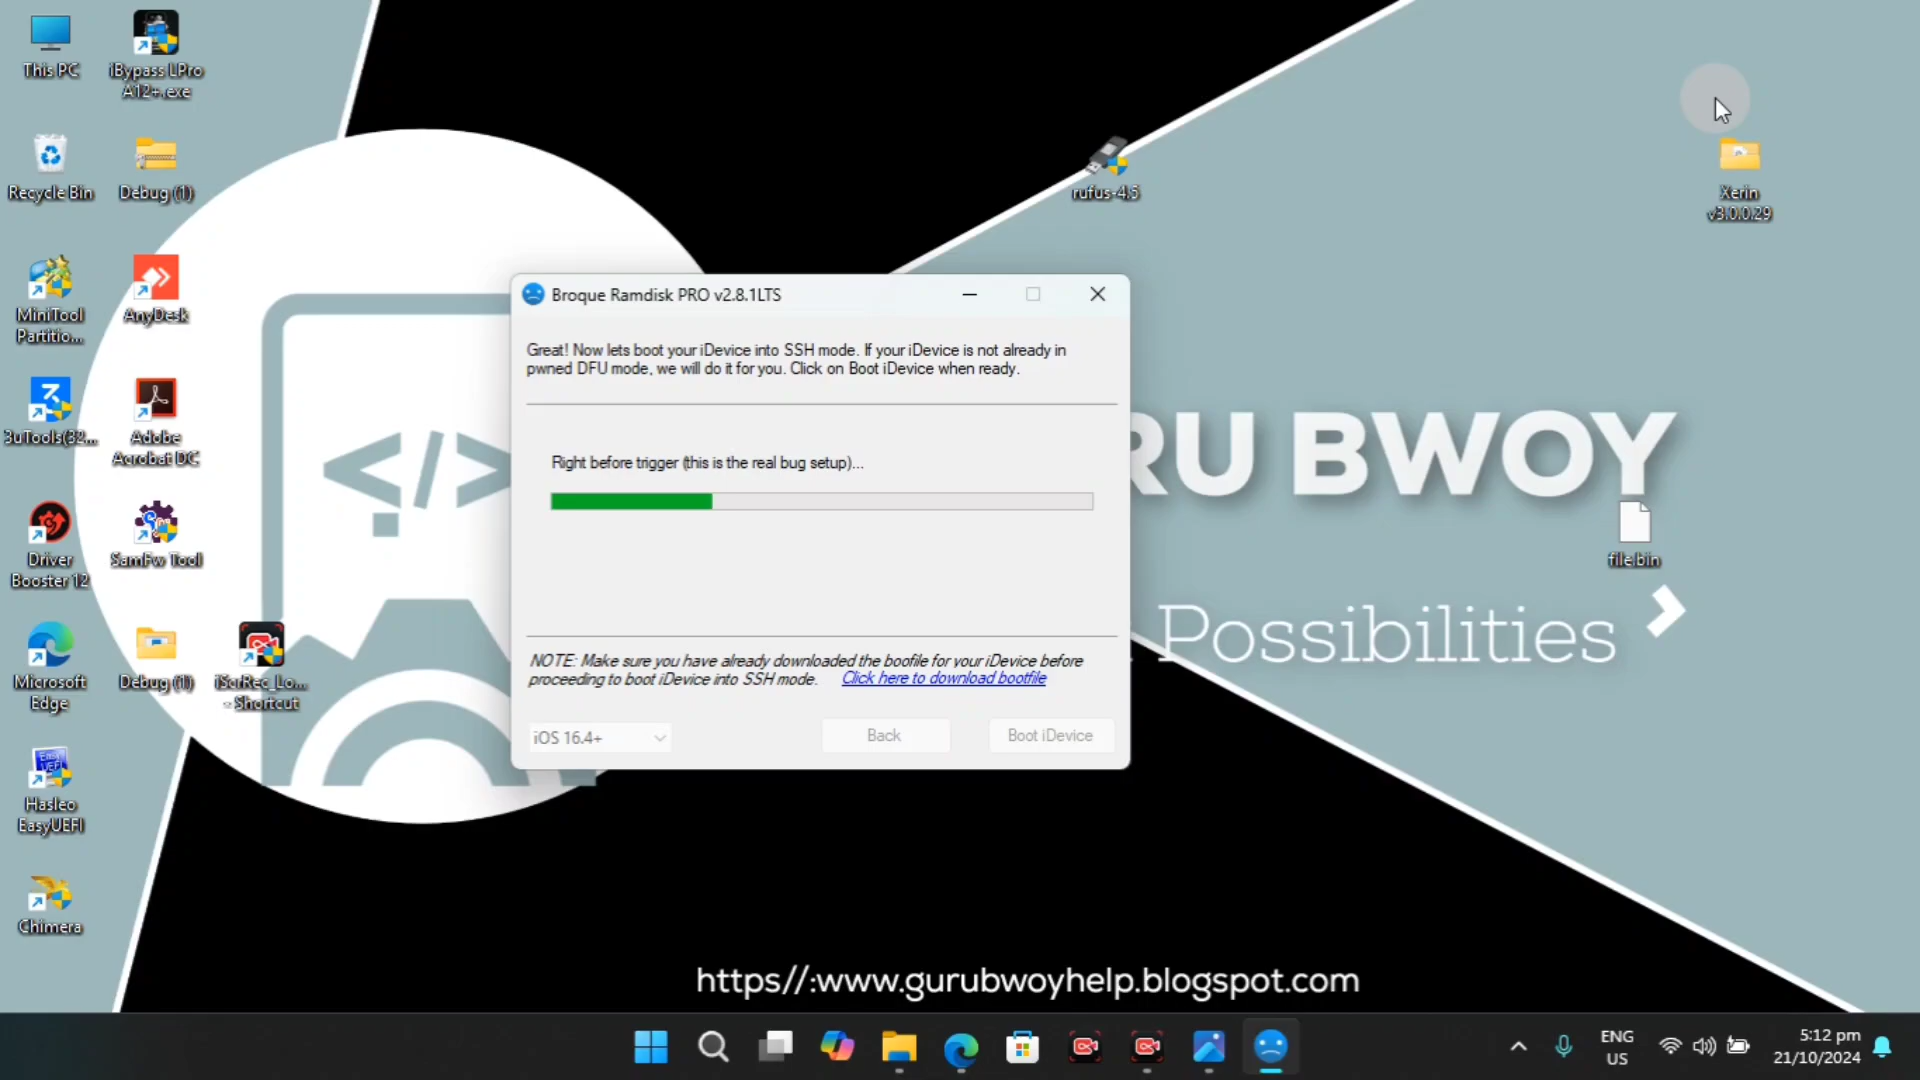 This PC
iBypass LPro
A12+.exe
Recycle Bin
Debug (1)
rufus-4.5
Xerin
v3.0.0.29
MiniTool
Partitio...
AnyDesk
Broque Ramdisk PRO v2.8.1LTS
Great! Now lets boot your iDevice into SSH mode. If your iDevice is not already in
pwned DFU mode, we will do it for you. Click on Boot iDevice when ready.
3uTools(32...
Adobe
Acrobat DC
RU BWOY
Right before trigger (this is the real bug setup)...
Driver
Booster 12
SamFw Tool
file.bin
Possibilities
Microsoft
Edge
Debug (1)
iScrRec_Lo...
- Shortcut
NOTE: Make sure you have already downloaded the boofile for your iDevice before
proceeding to boot iDevice into SSH mode. Click here to download bootfile
iOS 16.4+
Back
Boot iDevice
Easy
UEFI
Hasleo
EasyUEFI
Chimera
https//:www.gurubwoyhelp.blogspot.com
ENG
US
5:12 pm
21/10/2024